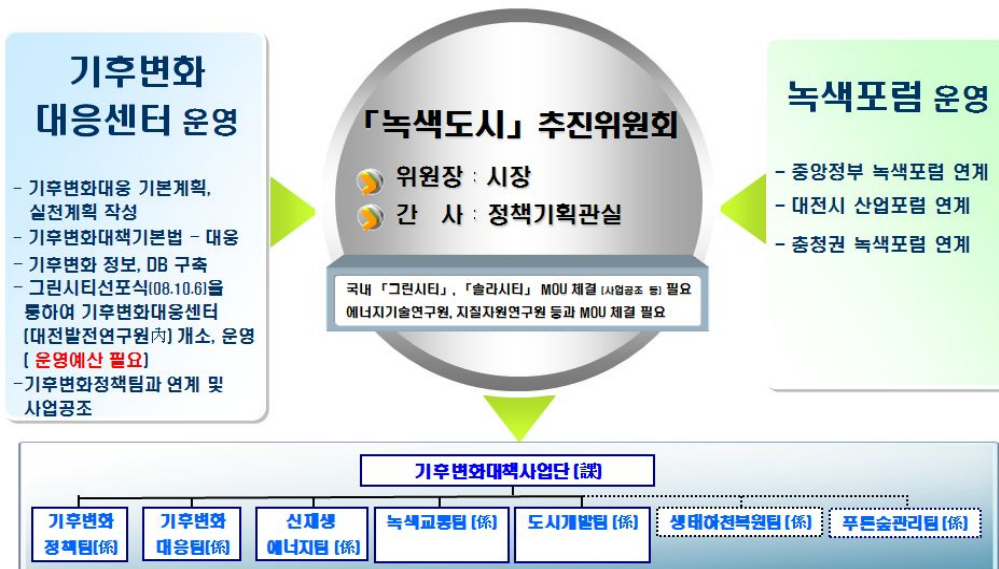 기후변화
대응센터 운영
- 기후변화대응 기본계획,
실천계획 작성
- 기후변화대책기본법 - 대응
- 기후변화 정보, DB 구축
- 그린시티선포식(08.10.6)을
통하여 기후변화대응센터
(대전발전연구원內) 개소, 운영
( 운영예산 필요)
-기후변화정책팀과 연계 및
사업공조
「녹색도시」 추진위원회
위원장 : 시장
간 사 : 정책기획관실
국내 「그린시티」, 「솔라시티」 MOU 체결 (사업공조 등) 필요
에너지기술연구원, 지질자원연구원 등과 MOU 체결 필요
녹색포럼 운영
- 중앙정부 녹색포럼 연계
- 대전시 산업포럼 연계
- 충청권 녹색포럼 연계
기후변화대책사업단 (課)
기후변화
정책팀(係)
기후변화
대응팀(係)
신재생
에너지팀 (係)
녹색교통팀 (係)
도시개발팀 (係)
생태하천복원팀 (係)
푸른숲관리팀 (係)